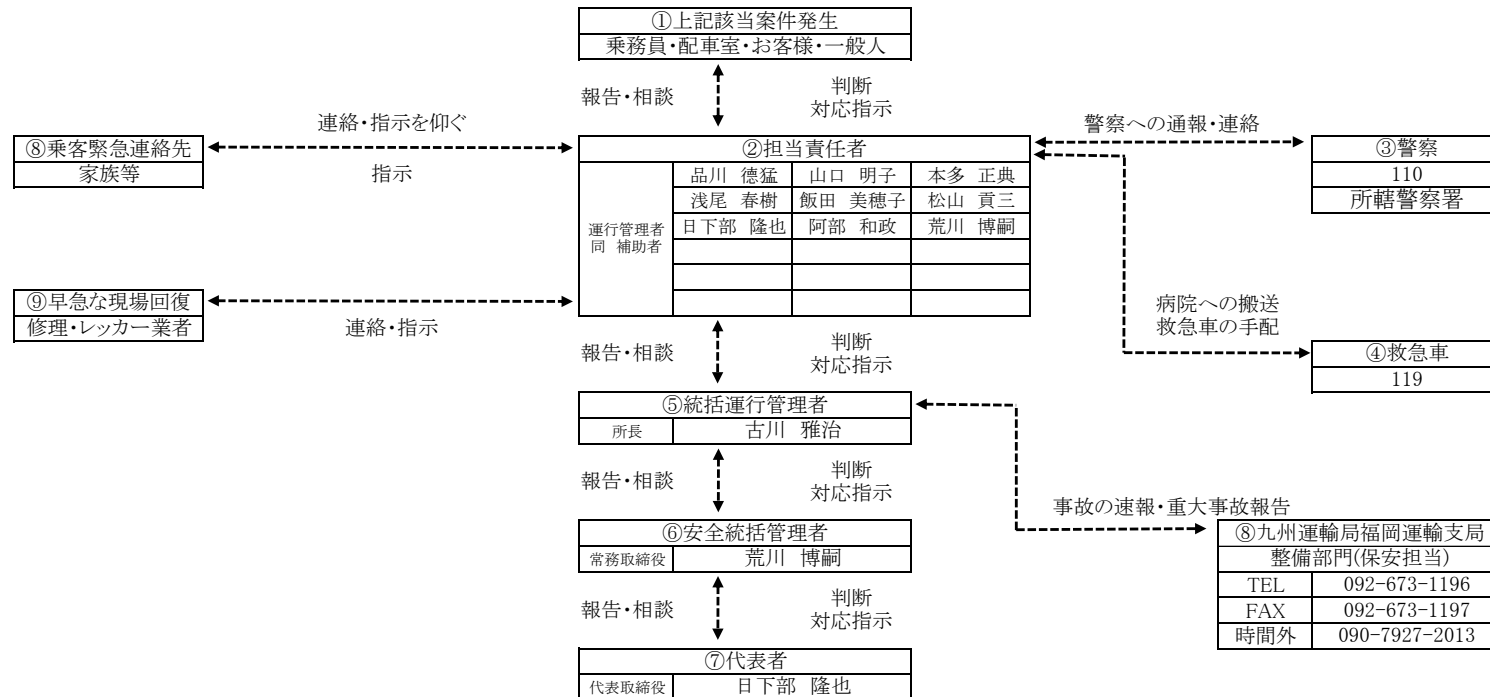 ①上記該当案件発生
乗務員・配車室・お客様・一般人
報告・相談
判断
対応指示
連絡・指示を仰ぐ
指示
⑧乗客緊急連絡先
家族等
②担当責任者
運行管理者
同 補助者
品川 徳猛 山口 明子 本多 正典
浅尾 春樹 飯田 美穂子 松山 貢三
日下部 隆也 阿部 和政 荒川 博嗣
警察への通報・連絡
③警察
110
所轄警察署
⑨早急な現場回復
修理・レッカー業者
連絡・指示
病院への搬送
救急車の手配
④救急車
119
報告・相談
判断
対応指示
⑤統括運行管理者
所長 古川 雅治
報告・相談
判断
対応指示
事故の速報・重大事故報告
⑥安全統括管理者
常務取締役 荒川 博嗣
⑧九州運輸局福岡運輸支局
整備部門(保安担当)
TEL 092-673-1196
FAX 092-673-1197
時間外 090-7927-2013
報告・相談
判断
対応指示
⑦代表者
代表取締役 日下部 隆也